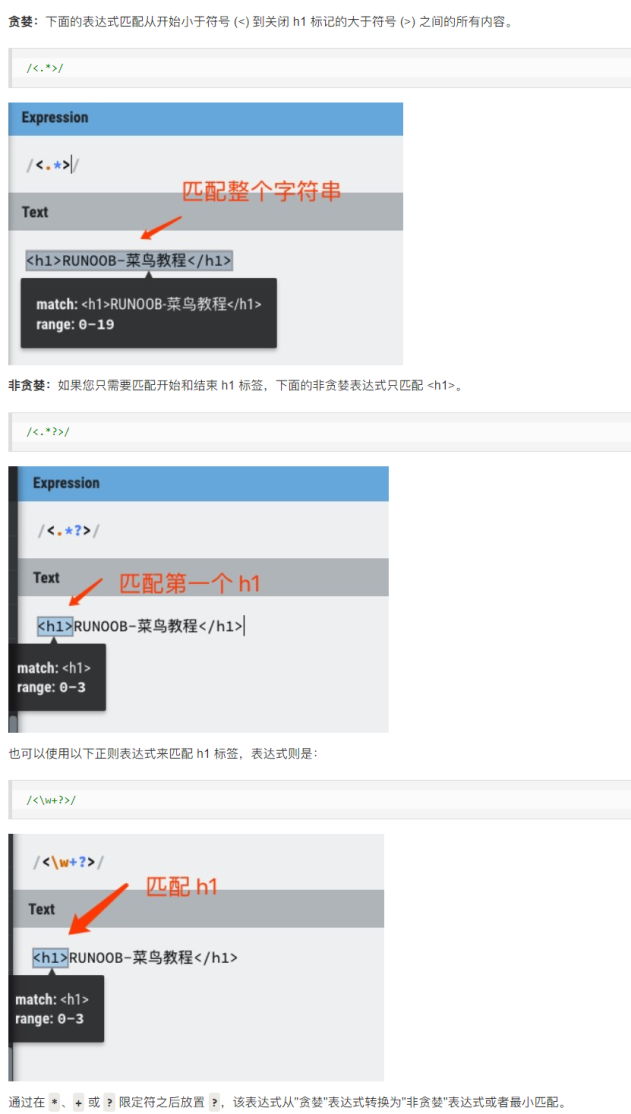 贪婪：下面的表达式匹配从开始小于符号 (<) 到关闭 h1 标记的大于符号 (>) 之间的所有内容。
/<.*>/
Expression
/<.*>/
匹配整个字符串
Text
<h1>RUNOOB-菜鸟教程</h1>
match: <h1>RUNOOB-菜鸟教程</h1>
range: 0-19
非贪婪：如果您只需要匹配开始和结束 h1 标签，下面的非贪婪表达式只匹配 <h1>。
/<.*?>/
Expression
/<.*?>/
Text
匹配第一个 h1
<h1>RUNOOB-菜鸟教程</h1>
match: <h1>
range: 0-3
也可以使用以下正则表达式来匹配 h1 标签，表达式则是：
/<\w+?>/
/<\w+?>/
匹配 h1
Text
<h1>RUNOOB-菜鸟教程</h1>
match: <h1>
range: 0-3
通过在 *、+ 或 ? 限定符之后放置 ?，该表达式从"贪婪"表达式转换为"非贪婪"表达式或者最小匹配。